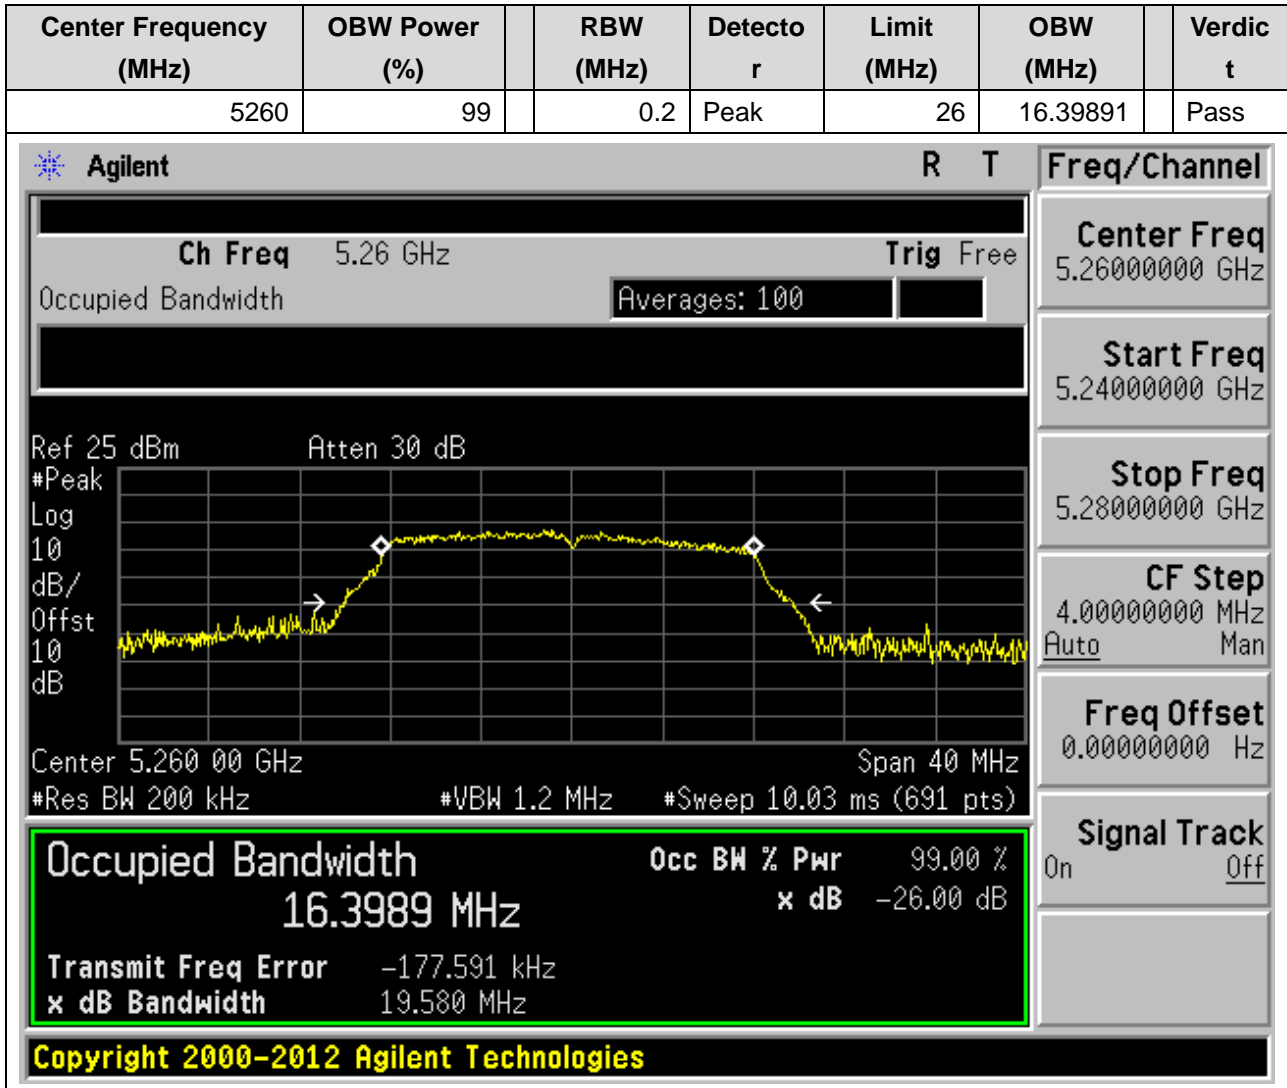 Center Frequency (MHz) OBW Power (%) RBW (MHz) Detector Limit (MHz) OBW (MHz) Verdict
5260 99 0.2 Peak 26 16.39891 Pass
Agilent R T Freq/Channel
Ch Freq 5.26 GHz Trig Free
Occupied Bandwidth Averages: 100
Center Freq
5.26000000 GHz
Start Freq
5.24000000 GHz
Stop Freq
5.28000000 GHz
CF Step
4.00000000 MHz
Auto Man
Freq Offset
0.00000000 Hz
Signal Track
On Off
Ref 25 dBm Atten 30 dB
#Peak
Log
10
dB/
Offst
10
dB
Center 5.260 00 GHz Span 40 MHz
#Res BW 200 kHz #VBW 1.2 MHz #Sweep 10.03 ms (691 pts)
Occupied Bandwidth Occ BW % Pwr 99.00 %
16.3989 MHz x dB -26.00 dB
Transmit Freq Error -177.591 kHz
x dB Bandwidth 19.580 MHz
Copyright 2000-2012 Agilent Technologies